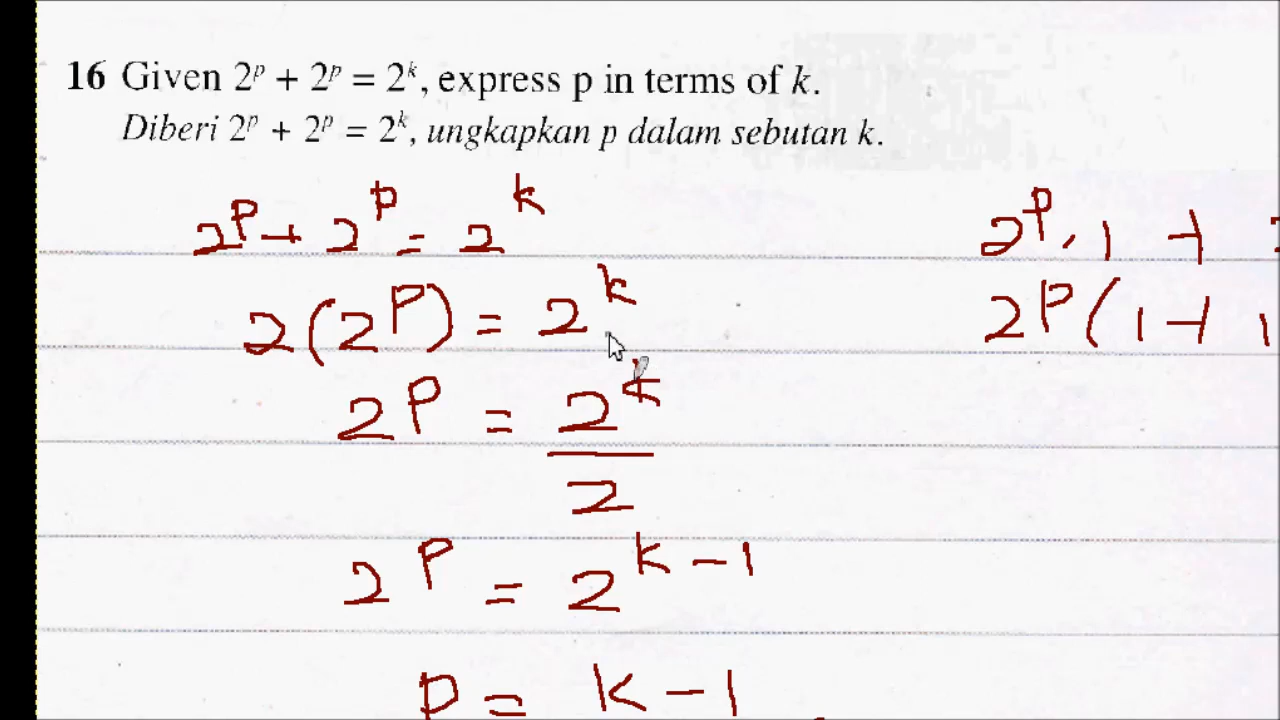 16 Given 2ᵖ + 2ᵖ = 2ᵏ, express p in terms of k.
Diberi 2ᵖ + 2ᵖ = 2ᵏ, ungkapkan p dalam sebutan k.
2ᵖ + 2ᵖ = 2ᵏ
2(2ᵖ) = 2ᵏ
2ᵖ = 2ᵏ/2
2ᵖ = 2ᵏ⁻¹
p = k - 1
2ᵖ . 1 +
2ᵖ(1 + 1